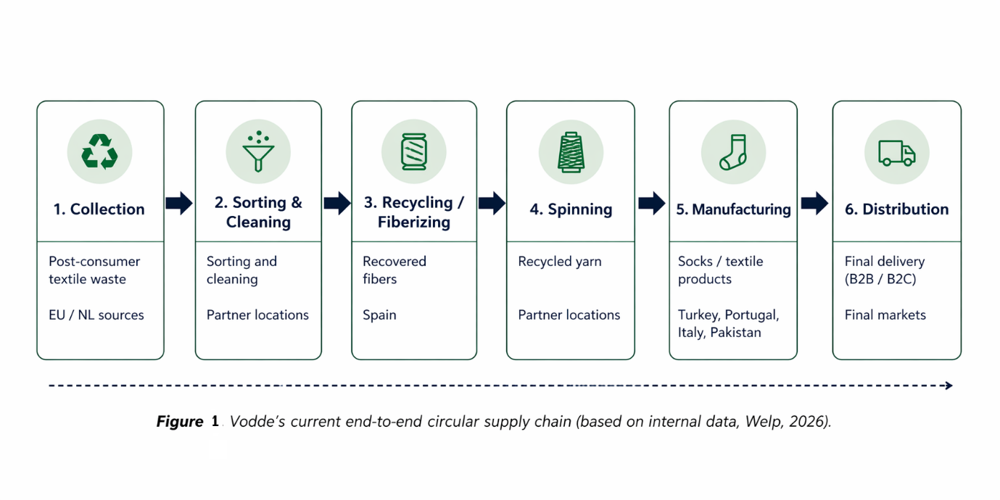 1. Collection
Post-consumer
textile waste
EU / NL sources
2. Sorting &
Cleaning
Sorting and
cleaning
Partner locations
3. Recycling /
Fiberizing
Recovered
fibers
Spain
4. Spinning
Recycled yarn
Partner locations
5. Manufacturing
Socks / textile
products
Turkey, Portugal,
Italy, Pakistan
6. Distribution
Final delivery
(B2B / B2C)
Final markets
Figure 1 Vodde's current end-to-end circular supply chain (based on internal data, Welp, 2026).